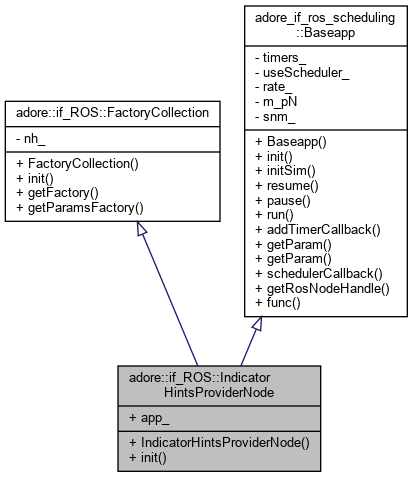 adore_if_ros_scheduling
::Baseapp
- timers_
- useScheduler_
- rate_
- m_pN
- snm_
+ Baseapp()
+ init()
+ initSim()
+ resume()
+ pause()
+ run()
+ addTimerCallback()
+ getParam()
+ getParam()
+ schedulerCallback()
+ getRosNodeHandle()
+ func()
adore::if_ROS::FactoryCollection
- nh_
+ FactoryCollection()
+ init()
+ getFactory()
+ getParamsFactory()
adore::if_ROS::Indicator
HintsProviderNode
+ app_
+ IndicatorHintsProviderNode()
+ init()